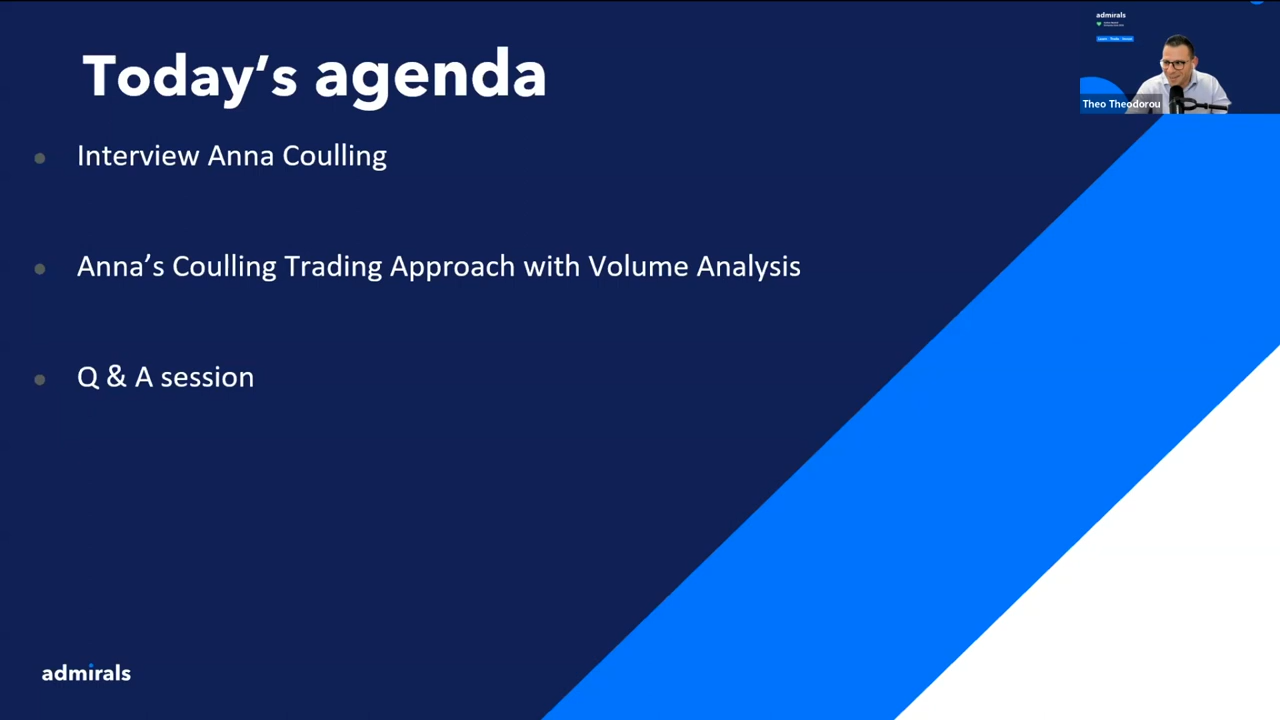 Today's agenda
Interview Anna Coulling
Anna's Coulling Trading Approach with Volume Analysis
Q & A session
admirals
admirals
Theo Theodorou